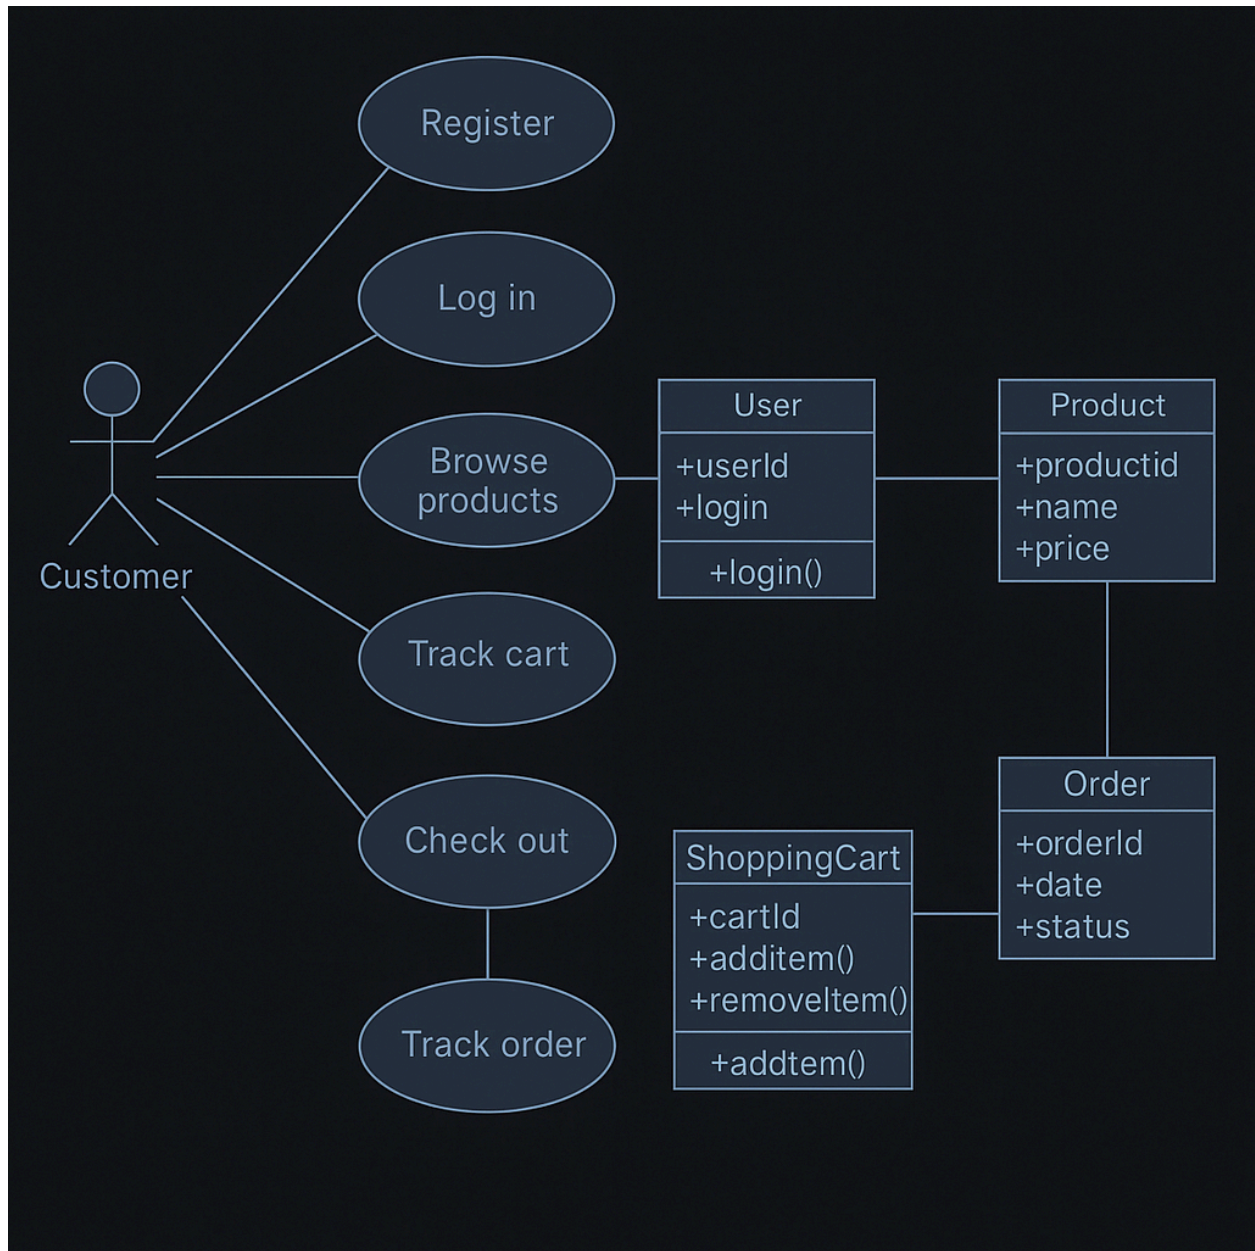 Register
Log in
Browse
products
Track cart
Check out
Track order
Customer
User
+userId
+login
+login()
Product
+productid
+name
+price
Order
+orderId
+date
+status
ShoppingCart
+cartId
+additem()
+removeItem()
+addtem()